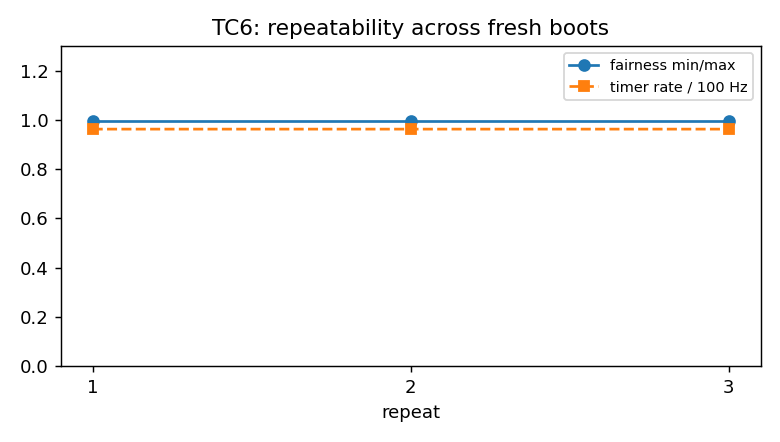 TC6: repeatability across fresh boots
fairness min/max
timer rate / 100 Hz
1.2
1.0
0.8
0.6
0.4
0.2
0.0
1 2 3
repeat